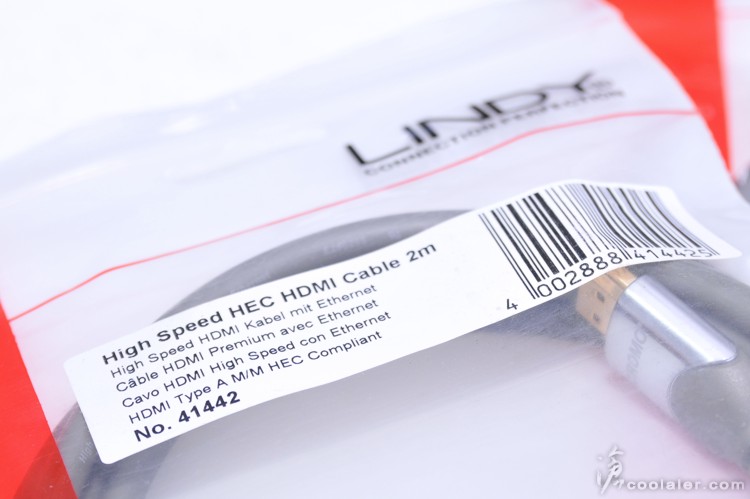 LINDY
CONNECTION PERFECTION
High Speed HEC HDMI Cable 2m
High Speed HDMI Kabel mit Ethernet
Câble HDMI Premium avec Ethernet
Cavo HDMI High Speed con Ethernet
HDMI Type A M/M HEC Compliant
No. 41442
4 002888 414425
滄
coolaler.com